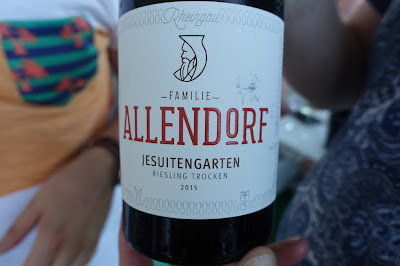 Rheingau
FAMILIE
ALLENDORF
JESUITENGARTEN
RIESLING TROCKEN
2015